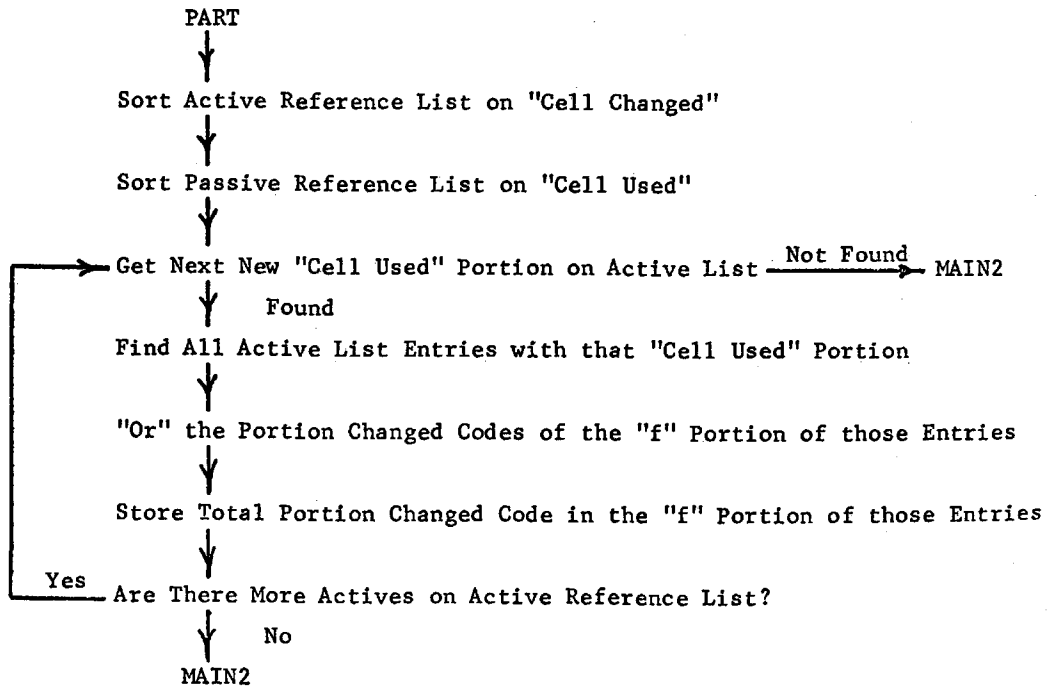 PART
Sort Active Reference List on "Cell Changed"
Sort Passive Reference List on "Cell Used"
Get Next New "Cell Used" Portion on Active List
Not Found
MAIN2
Found
Find All Active List Entries with that "Cell Used" Portion
"Or" the Portion Changed Codes of the "f" Portion of those Entries
Store Total Portion Changed Code in the "f" Portion of those Entries
Yes
Are There More Actives on Active Reference List?
No
MAIN2